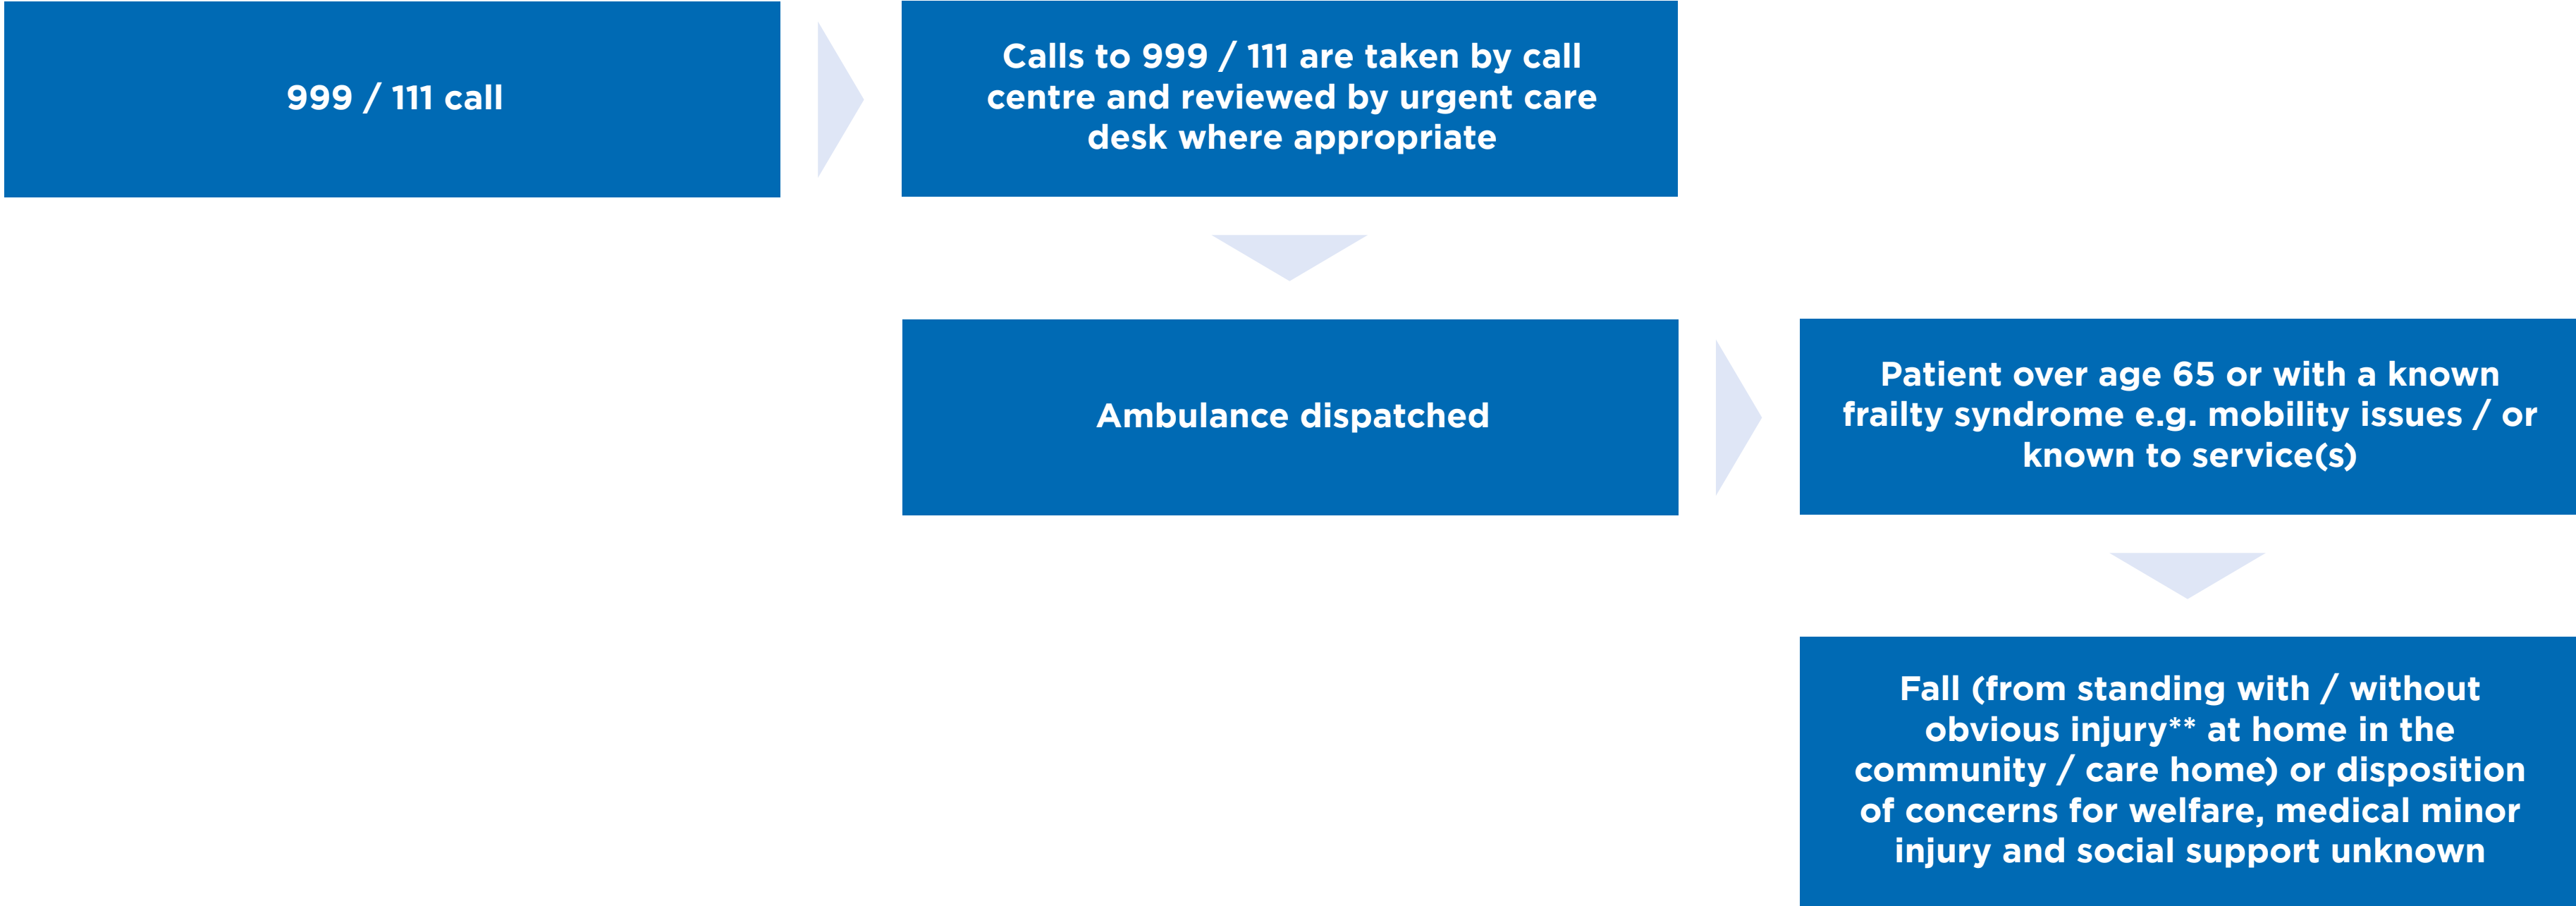 999 / 111 call
Calls to 999 / 111 are taken by call
centre and reviewed by urgent care
desk where appropriate
Ambulance dispatched
Patient over age 65 or with a known
frailty syndrome e.g. mobility issues / or
known to service(s)
Fall (from standing with / without
obvious injury** at home in the
community / care home) or disposition
of concerns for welfare, medical minor
injury and social support unknown